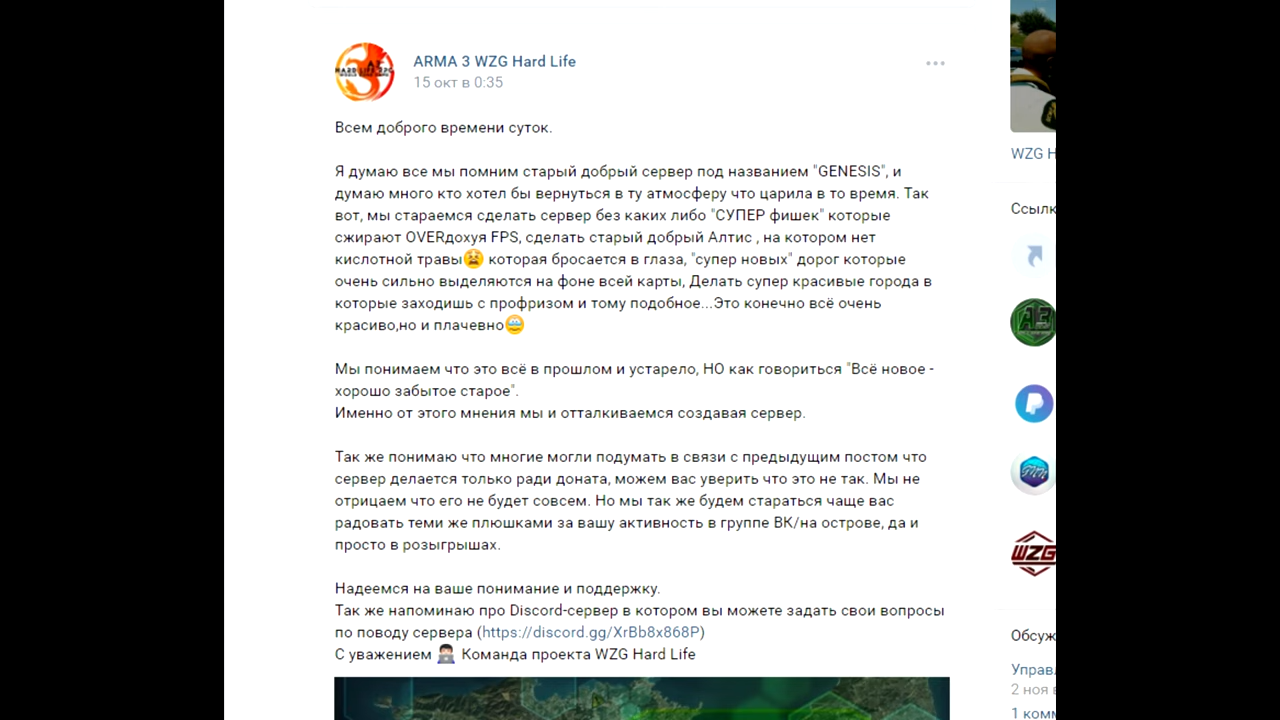 ARMA 3 WZG Hard Life
15 окт в 0:35
Всем доброго времени суток.
Я думаю все мы помним старый добрый сервер под названием "GENESIS", и
думаю много кто хотел бы вернуться в ту атмосферу что царила в то время. Так
вот, мы стараемся сделать сервер без каких либо "СУПЕР фишек" которые
сжирают OVERдохуя FPS, сделать старый добрый Алтис , на котором нет
кислотной травы😫 которая бросается в глаза, "супер новых" дорог которые
очень сильно выделяются на фоне всей карты, Делать супер красивые города в
которые заходишь с профризом и тому подобное...Это конечно всё очень
красиво,но и плачевно
Мы понимаем что это всё в прошлом и устарело, НО как говориться "Всё новое -
хорошо забытое старое".
Именно от этого мнения мы и отталкиваемся создавая сервер.
Так же понимаю что многие могли подумать в связи с предыдущим постом что
сервер делается только ради доната, можем вас уверить что это не так. Мы не
отрицаем что его не будет совсем. Но мы так же будем стараться чаще вас
радовать теми же плюшками за вашу активность в группе ВК/на острове, да и
просто в розыгрышах.
Надеемся на ваше понимание и поддержку.
Так же напоминаю про Discord-сервер в котором вы можете задать свои вопросы
по поводу сервера (https://discord.gg/XrBb8x868P)
С уважением 👨🏻‍💻 Команда проекта WZG Hard Life
WZG H
Ссылк
WZG
Обсуж
Управл
2 ноя в
1 комм